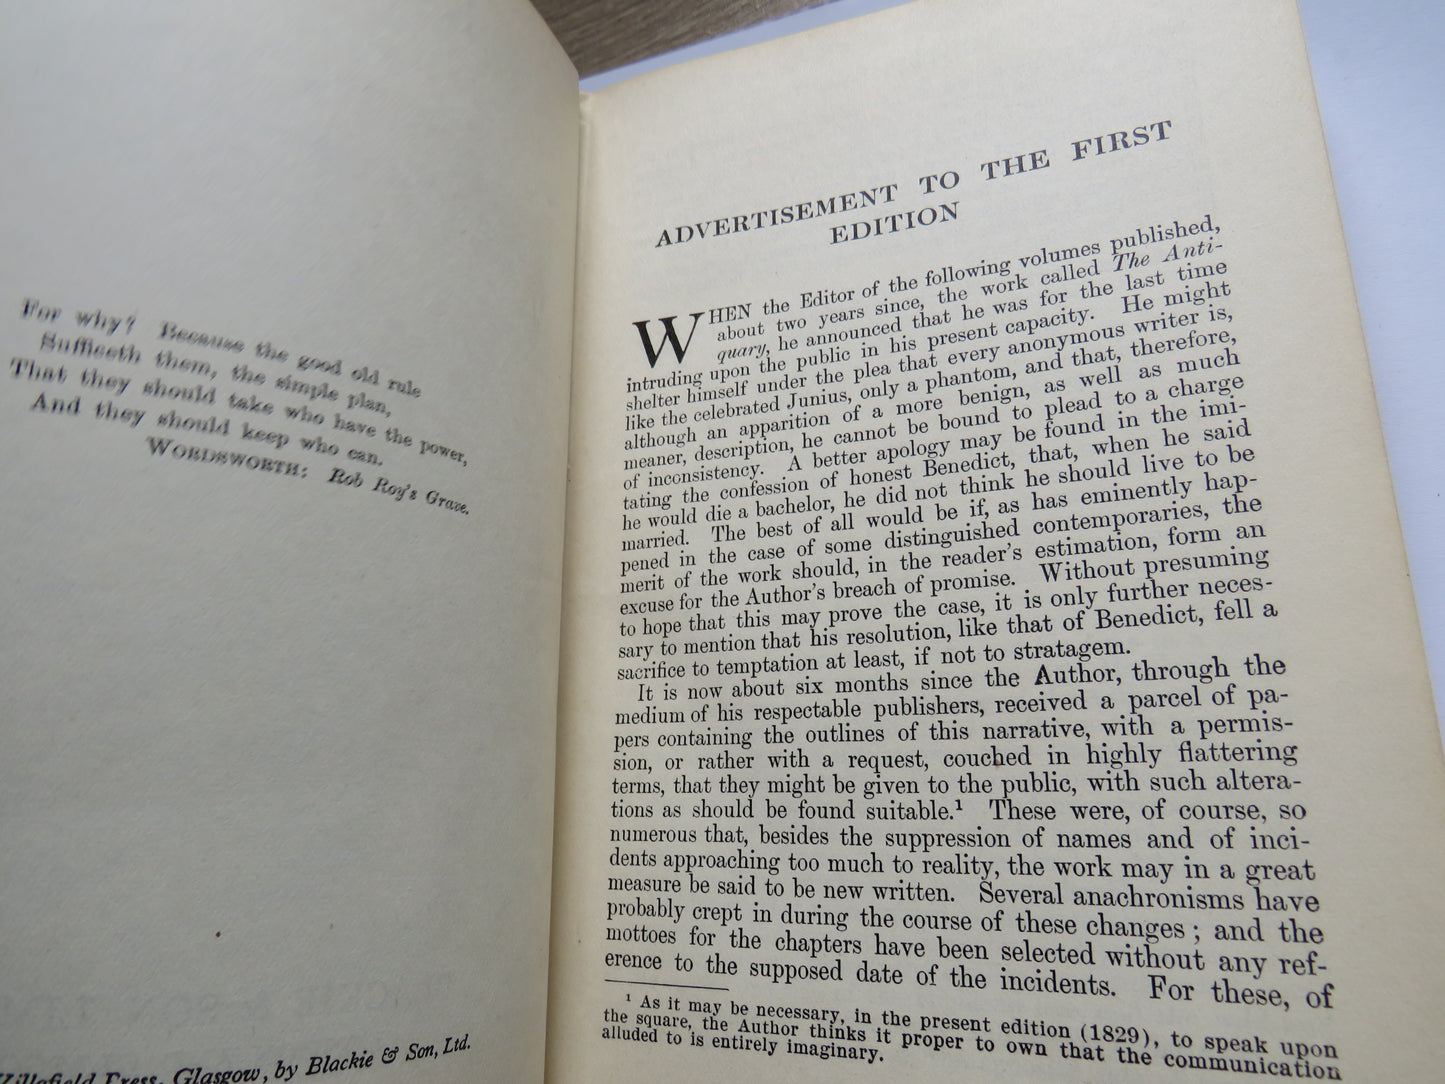 For why? Because the good old rule
Sufficeth them, the simple plan,
That they should take who have the power,
And they should keep who can.
WORDSWORTH: Rob Roy's Grave.
Press, Glasgow, by Blackie & Son, Ltd.
ADVERTISEMENT TO THE FIRST
EDITION
WHEN the Editor of the following volumes published,
about two years since, the work called The Anti-
quary, he announced that he was for the last time
intruding upon the public in his present capacity. He might
shelter himself under the plea that every anonymous writer is,
like the celebrated Junius, only a phantom, and that, therefore,
although an apparition of a more benign, as well as much
meaner, description, he cannot be bound to plead to a charge
of inconsistency. A better apology may be found in the imi-
tating the confession of honest Benedict, that, when he said
he would die a bachelor, he did not think he should live to be
married. The best of all would be if, as has eminently hap-
pened in the case of some distinguished contemporaries, the
merit of the work should, in the reader's estimation, form an
excuse for the Author's breach of promise. Without presuming
to hope that this may prove the case, it is only further neces-
sary to mention that his resolution, like that of Benedict, fell a
sacrifice to temptation at least, if not to stratagem.
It is now about six months since the Author, through the
medium of his respectable publishers, received a parcel of pa-
pers containing the outlines of this narrative, with a permis-
sion, or rather with a request, couched in highly flattering
terms, that they might be given to the public, with such altera-
tions as should be found suitable.¹ These were, of course, so
numerous that, besides the suppression of names and of inci-
dents approaching too much to reality, the work may in a great
measure be said to be new written. Several anachronisms have
probably crept in during the course of these changes; and the
mottoes for the chapters have been selected without any ref-
erence to the supposed date of the incidents. For these, of
¹ As it may be necessary, in the present edition (1829), to speak upon
the square, the Author thinks it proper to own that the communication
alluded to is entirely imaginary.